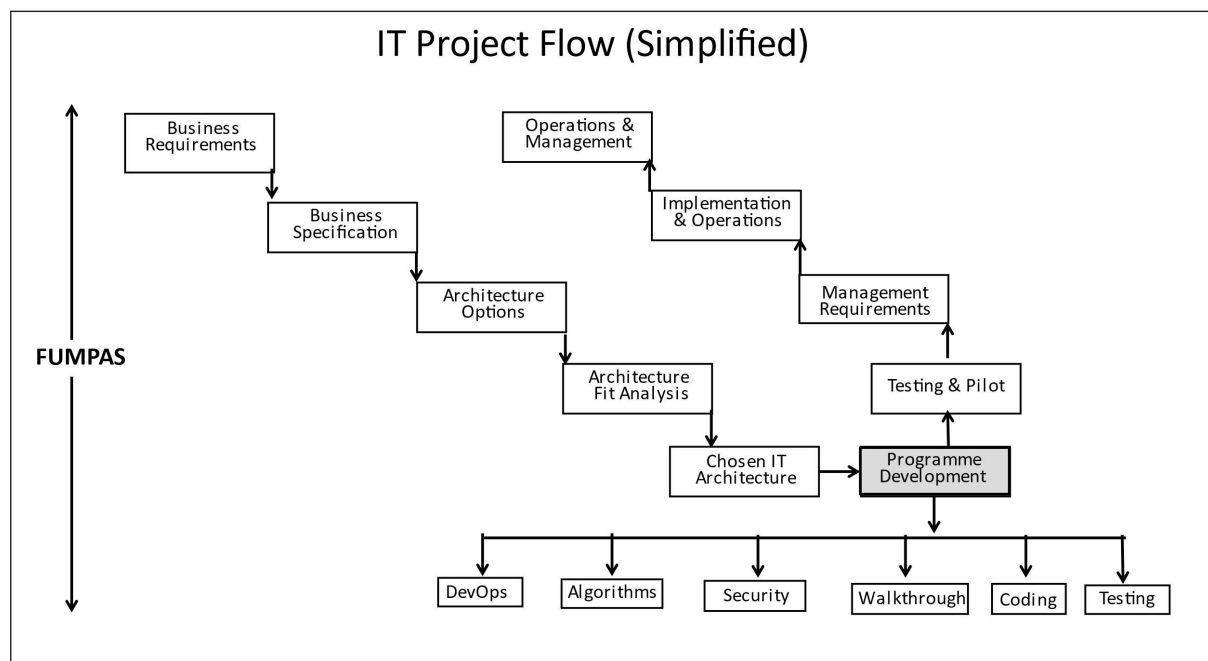 IT Project Flow (Simplified)
Business
Requirements
Operations &
Management
Business
Specification
Implementation
& Operations
Architecture
Options
Management
Requirements
FUMPAS
Architecture
Fit Analysis
Testing & Pilot
Chosen IT
Architecture
Programme
Development
DevOps
Algorithms
Security
Walkthrough
Coding
Testing